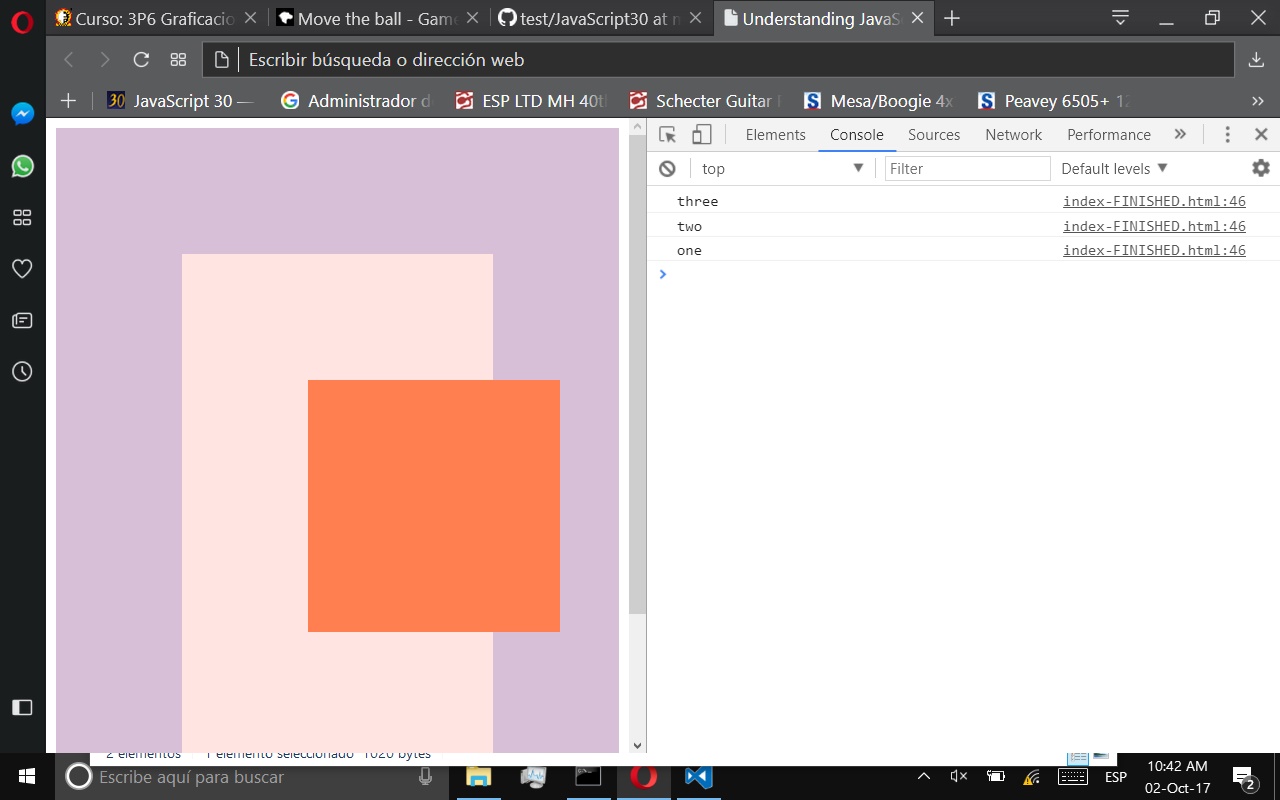 Curso: 3P6 Graficacio
Move the ball - Game
test/JavaScript30 at m
Understanding JavaS
Escribir búsqueda o dirección web
30 JavaScript 30 —
Administrador d
ESP LTD MH 40
Schecter Guitar
S Mesa/Boogie 4x
S Peavey 6505+ 1
Elements Console Sources Network Performance
top Filter Default levels
three index-FINISHED.html:46
two index-FINISHED.html:46
one index-FINISHED.html:46
2 elementos 1 elemento seleccionado 1020 bytes
Escribe aquí para buscar
ESP
10:42 AM
02-Oct-17
2